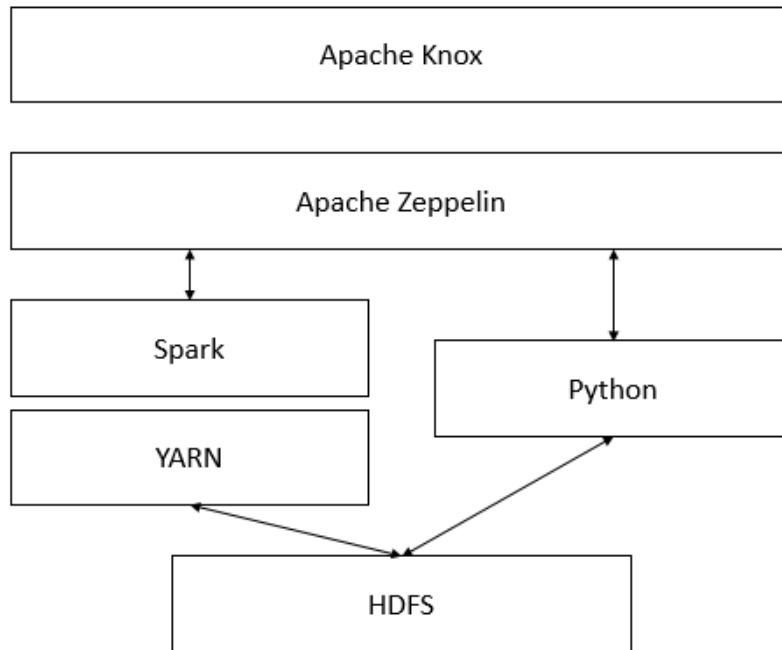 Apache Knox
Apache Zeppelin
Spark
Python
YARN
HDFS